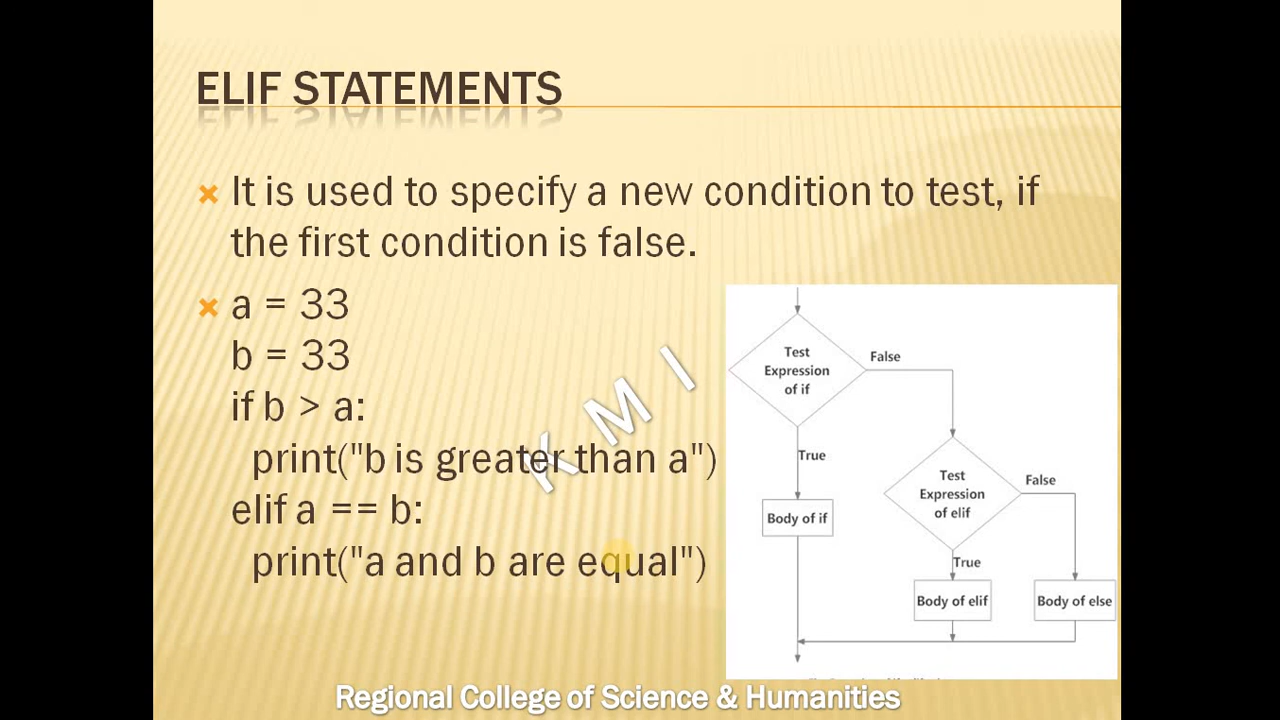 ELIF STATEMENTS
It is used to specify a new condition to test, if
the first condition is false.
a = 33
b = 33
if b > a:
print("b is greater than a")
elif a == b:
print("a and b are equal")
K M I
Test
Expression
of if
False
True
Body of if
Test
Expression
of elif
False
True
Body of elif
Body of else
Regional College of Science & Humanities